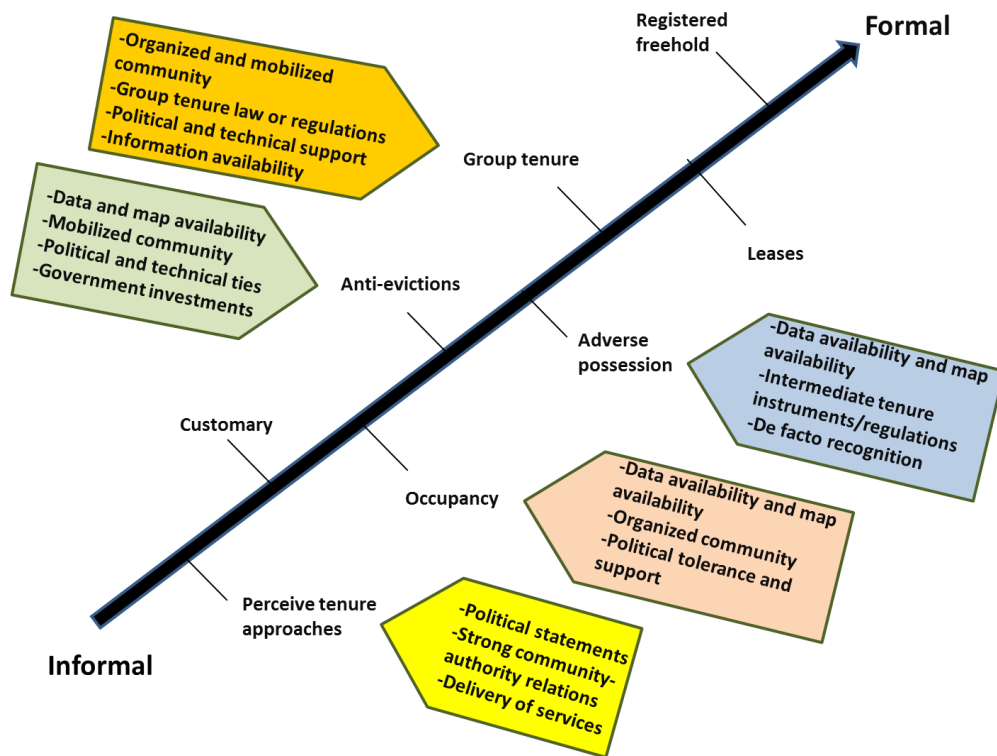 Registered
freehold
Formal
-Organized and mobilized
community
-Group tenure law or regulations
-Political and technical support
-Information availability
Group tenure
-Data and map availability
-Mobilized community
-Political and technical ties
-Government investments
Leases
Anti-evictions
Adverse
possession
-Data availability and map
availability
-Intermediate tenure
instruments/regulations
-De facto recognition
Customary
Occupancy
-Data availability and map
availability
-Organized community
-Political tolerance and
support
Perceive tenure
approaches
-Political statements
-Strong community-
authority relations
-Delivery of services
Informal